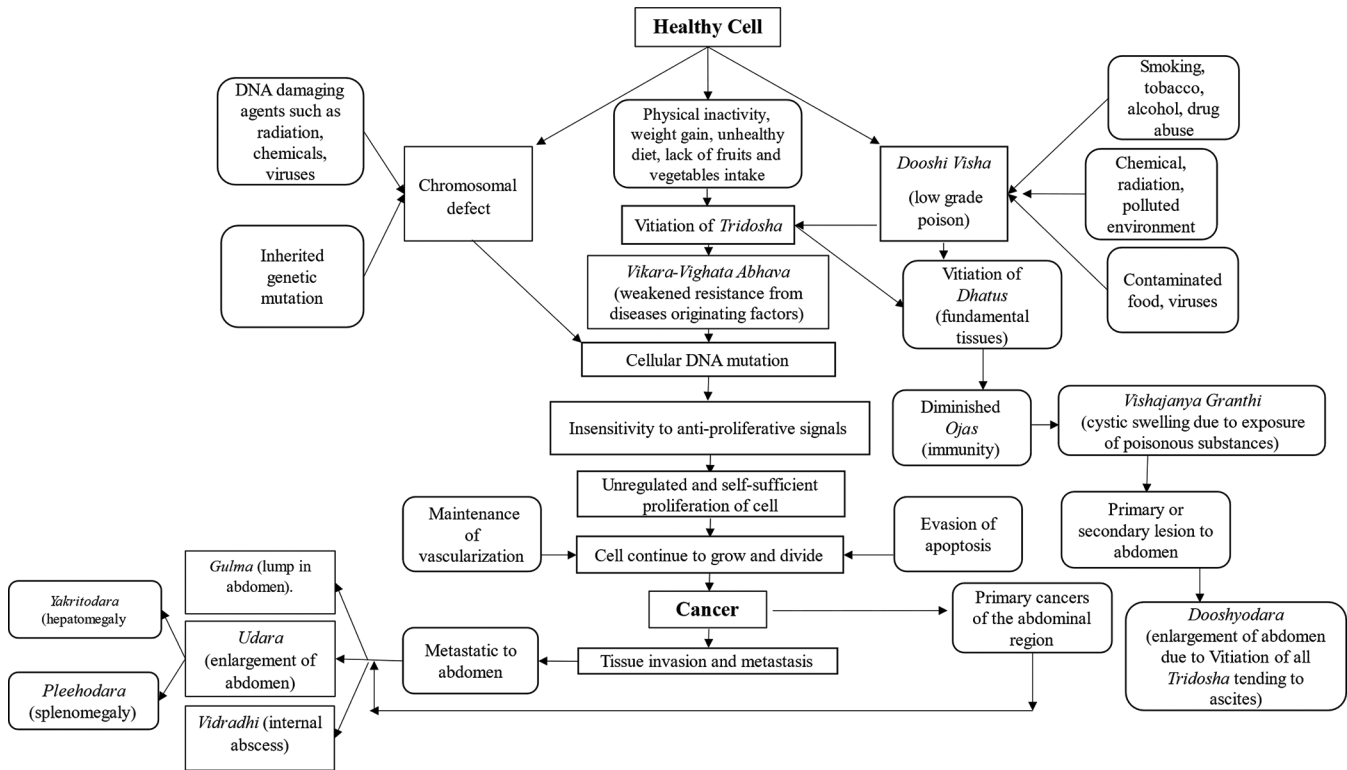 Healthy Cell
DNA damaging
agents such as
radiation,
chemicals,
viruses
Inherited
genetic
mutation
Chromosomal
defect
Physical inactivity,
weight gain, unhealthy
diet, lack of fruits and
vegetables intake
Dooshi Visha
(low grade
poison)
Smoking,
tobacco,
alcohol, drug
abuse
Chemical,
radiation,
polluted
environment
Contaminated
food, viruses
Vitiation of Tridosha
Vikara-Vighata Abhava
(weakened resistance from
diseases originating factors)
Vitiation of
Dhatus
(fundamental
tissues)
Cellular DNA mutation
Insensitivity to anti-proliferative signals
Diminished
Ojas
(immunity)
Vishajanya Granthi
(cystic swelling due to exposure
of poisonous substances)
Unregulated and self-sufficient
proliferation of cell
Maintenance
of
vascularization
Cell continue to grow and divide
Evasion of
apoptosis
Primary or
secondary lesion to
abdomen
Cancer
Primary cancers
of the abdominal
region
Dooshyodara
(enlargement of abdomen
due to Vitiation of all
Tridosha tending to
ascites)
Tissue invasion and metastasis
Metastatic to
abdomen
Gulma (lump in
abdomen).
Udara
(enlargement of
abdomen)
Vidradhi (internal
abscess)
Yakritodara
(hepatomegaly
Pleehodara
(splenomegaly)